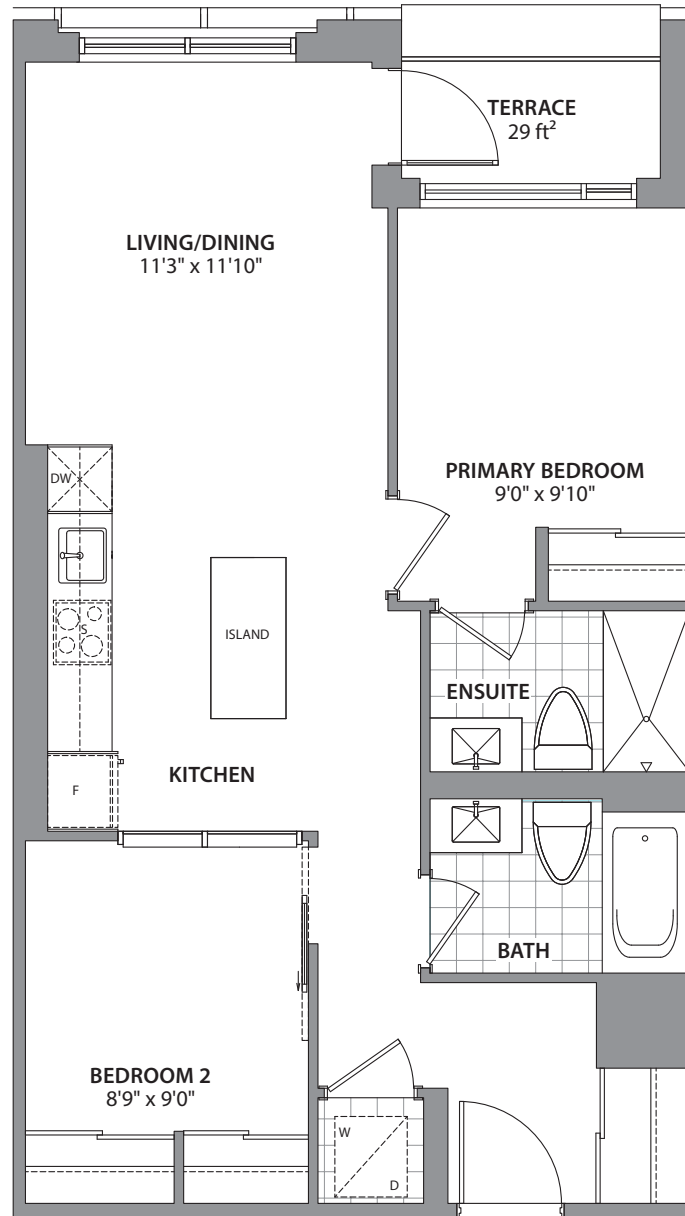 TERRACE
29 ft²
LIVING/DINING
11'3" x 11'10"
PRIMARY BEDROOM
9'0" x 9'10"
DW
S
ISLAND
ENSUITE
F
KITCHEN
BATH
BEDROOM 2
8'9" x 9'0"
W
D